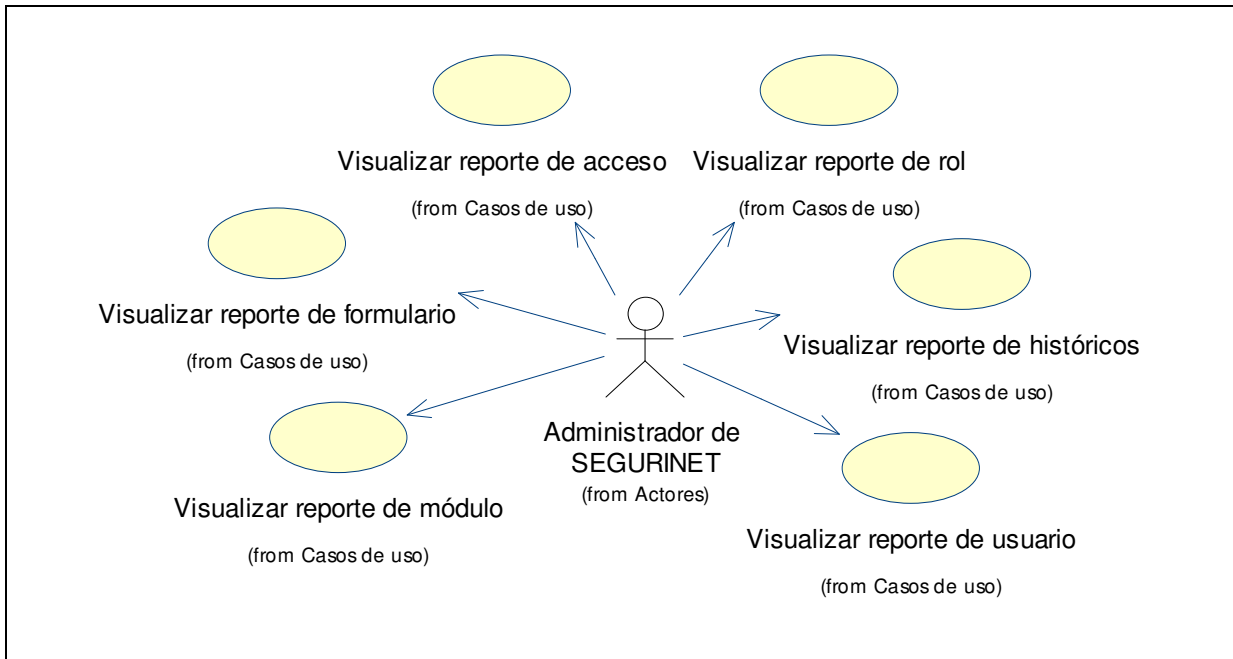 Visualizar reporte de acceso
(from Casos de uso)
Visualizar reporte de rol
(from Casos de uso)
Visualizar reporte de formulario
(from Casos de uso)
Visualizar reporte de históricos
(from Casos de uso)
Administrador de
SEGURINET
(from Actores)
Visualizar reporte de módulo
(from Casos de uso)
Visualizar reporte de usuario
(from Casos de uso)